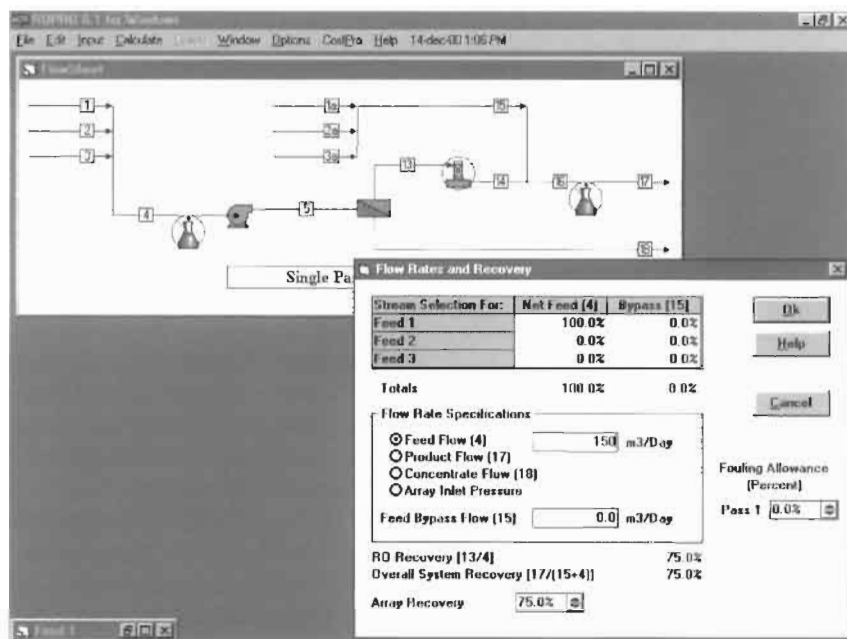 ROPRO 6.1 for Windows
File Edit Input Calculate Window Options CostPro Help 14-dec-00 1:06 PM
FlowSheet
1 1a 15
2 2a
3 3a
13
14 16 17
4 5
18
Single Pa
Flow Rates and Recovery
Stream Selection For: Net Feed [4] Bypass [15]
Feed 1 100.0% 0.0%
Feed 2 0.0% 0.0%
Feed 3 0.0% 0.0%
Totals 100.0% 0.0%
Ok
Help
Cancel
Flow Rate Specifications
Feed Flow (4) 150 m3/Day
Product Flow (17)
Concentrate Flow (18)
Array Inlet Pressure
Feed Bypass Flow (15) 0.0 m3/Day
Fouling Allowance
(Percent)
Pass 1 0.0%
RO Recovery [13/4] 75.0%
Overall System Recovery [17/(15+4)] 75.0%
Array Recovery 75.0%
Feed 1